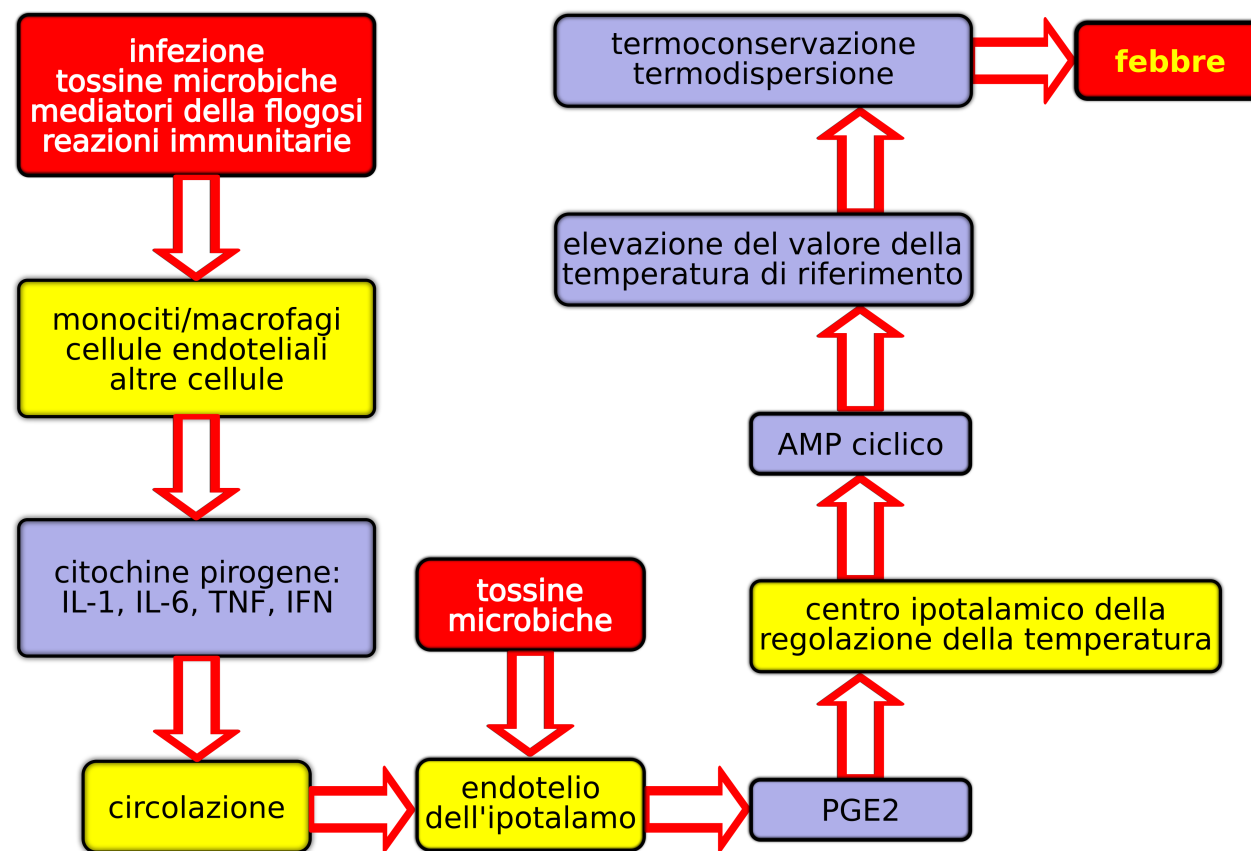 infezione
tossine microbiche
mediatori della flogosi
reazioni immunitarie
monociti/macrofagi
cellule endoteliali
altre cellule
citochine pirogene:
IL-1, IL-6, TNF, IFN
circolazione
tossine
microbiche
endotelio
dell'ipotalamo
PGE2
centro ipotalamico della
regolazione della temperatura
AMP ciclico
elevazione del valore della
temperatura di riferimento
termoconservazione
termodispersione
febbre